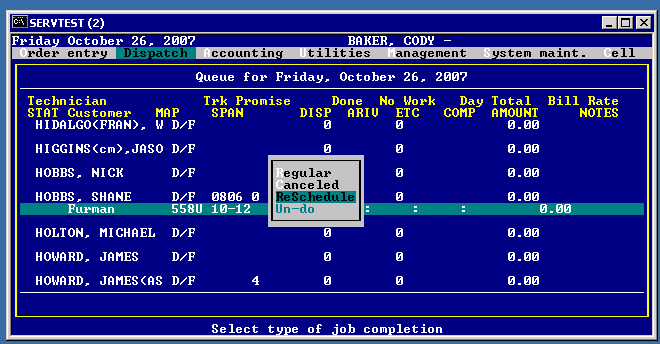 SERVTEST (2)
Friday October 26, 2007 BAKER, CODY -
Order entry Dispatch Accounting Utilities Management System maint. Cell
Queue for Friday, October 26, 2007
Technician Trk Promise Done No Work Day Total Bill Rate
STAT Customer MAP SPAN DISP ARIV ETC COMP AMOUNT NOTES
HIDALGO(FRAN), W D/F 0 0 0.00
HIGGINS(cm),JASO D/F 0 0 0.00
HOBBS, NICK D/F 0 0 0.00
HOBBS, SHANE D/F 0806 0 0 0.00
Furman 558U 10-12 : : : 0.00
HOLTON, MICHAEL D/F 0 0 0.00
HOWARD, JAMES D/F 0 0 0.00
HOWARD, JAMES(AS D/F 4 0 0 0.00
Regular
Canceled
ReSchedule
Un-do
Select type of job completion